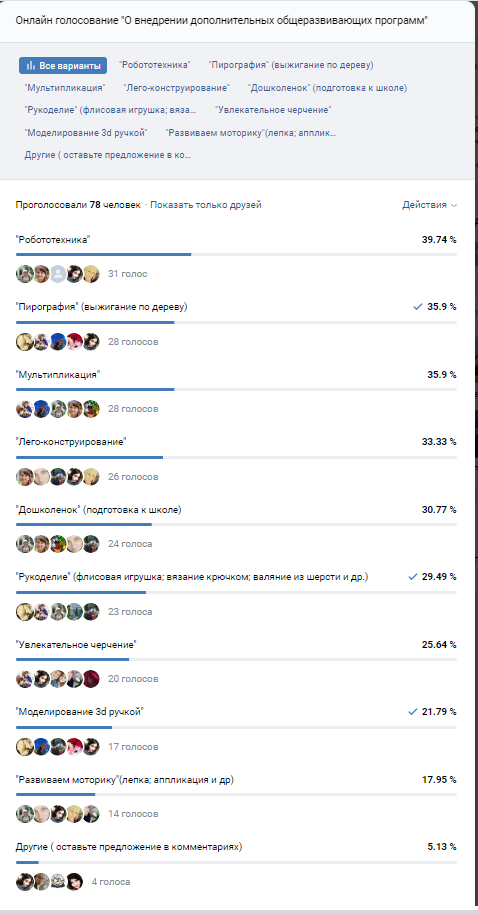 Онлайн голосование "О внедрении дополнительных общеразвивающих программ"
Все варианты "Робототехника" "Пирография" (выжигание по дереву)
"Мультипликация" "Лего-конструирование" "Дошколенок" (подготовка к школе)
"Рукоделие" (флисовая игрушка; вяза... "Увлекательное черчение"
"Моделирование 3d ручкой" "Развиваем моторику"(лепка; апплик...
Другие ( оставьте предложение в ко...
Проголосовали 78 человек · Показать только друзей Действия
"Робототехника" 39.74 %
31 голос
"Пирография" (выжигание по дереву) 35.9 %
28 голосов
"Мультипликация" 35.9 %
28 голосов
"Лего-конструирование" 33.33 %
26 голосов
"Дошколенок" (подготовка к школе) 30.77 %
24 голоса
"Рукоделие" (флисовая игрушка; вязание крючком; валяние из шерсти и др.) 29.49 %
23 голоса
"Увлекательное черчение" 25.64 %
20 голосов
"Моделирование 3d ручкой" 21.79 %
17 голосов
"Развиваем моторику"(лепка; аппликация и др) 17.95 %
14 голосов
Другие ( оставьте предложение в комментариях) 5.13 %
4 голоса